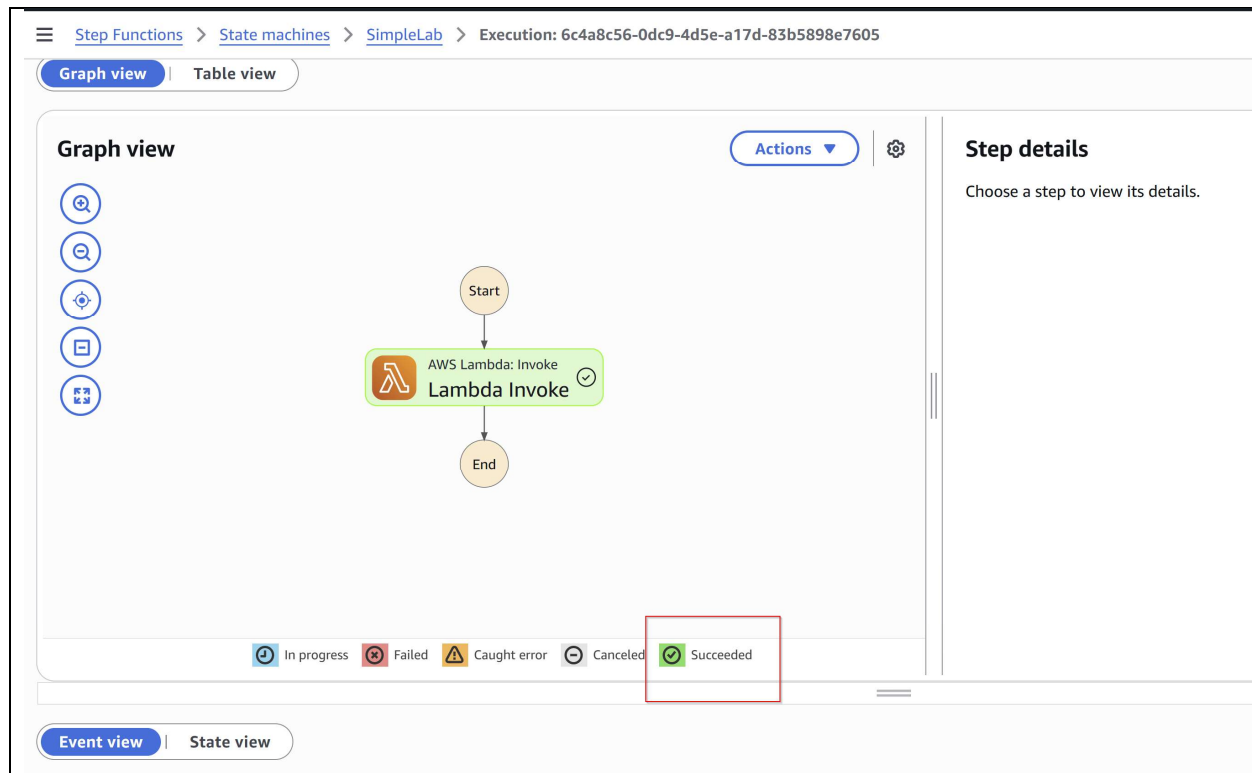 Step Functions > State machines > SimpleLab > Execution: 6c4a8c56-0dc9-4d5e-a17d-83b5898e7605
Graph view | Table view
Graph view
Actions
Step details
Choose a step to view its details.
Start
AWS Lambda: Invoke
Lambda Invoke
End
In progress Failed Caught error Canceled Succeeded
Event view | State view